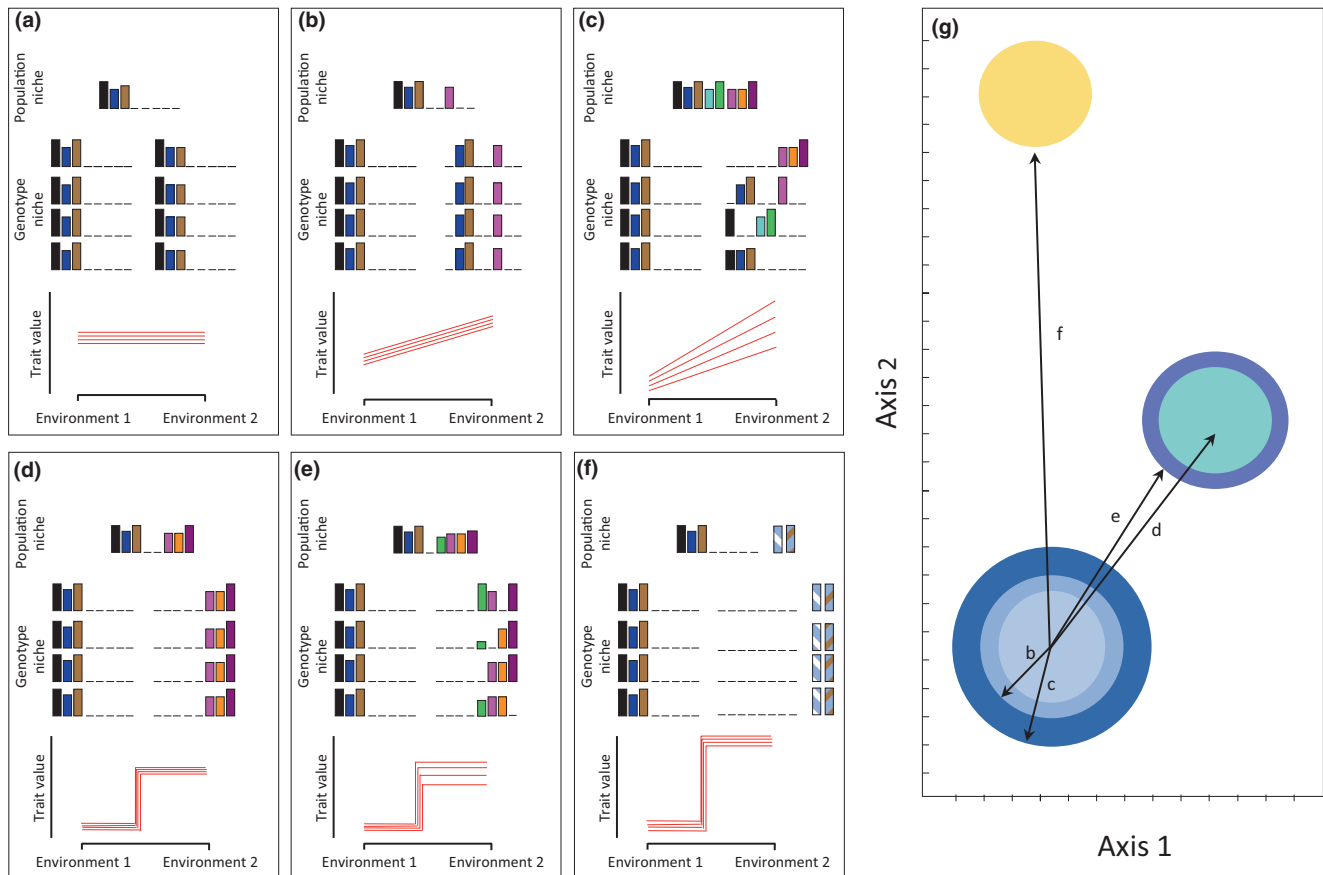 (a)
Population
niche
Genotype
niche
Trait value
Environment 1
Environment 2
(b)
Population
niche
Genotype
niche
Trait value
Environment 1
Environment 2
(c)
Population
niche
Genotype
niche
Trait value
Environment 1
Environment 2
(d)
Population
niche
Genotype
niche
Trait value
Environment 1
Environment 2
(e)
Population
niche
Genotype
niche
Trait value
Environment 1
Environment 2
(f)
Population
niche
Genotype
niche
Trait value
Environment 1
Environment 2
(g)
f
e
d
b
c
Axis 2
Axis 1